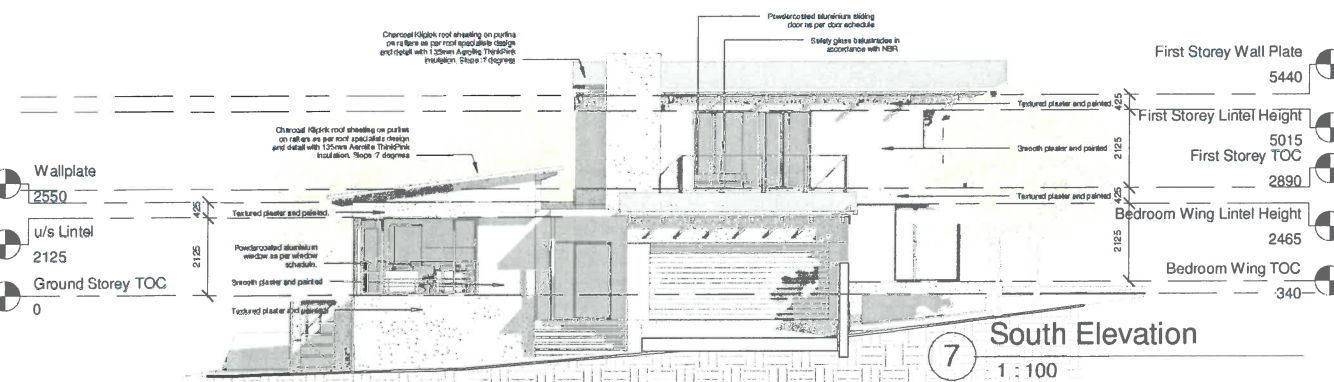 Powdercoated aluminium sliding
door as per door schedule
Safety glass balustrades in
accordance with NBR
Charcoal Kliplok roof sheeting on purlins
on rafters as per roof specialists design
and detail with 135mm Aerolite ThinkPink
insulation. Slope :7 degrees
First Storey Wall Plate
5440
425
Textured plaster and painted.
First Storey Lintel Height
5015
Charcoal Kliplok roof sheeting on purlins
on rafters as per roof specialists design
and detail with 135mm Aerolite ThinkPink
insulation. Slope :7 degrees
2125
Smooth plaster and painted
First Storey TOC
2890
Wallplate
2550
425
Textured plaster and painted.
425
Textured plaster and painted
Bedroom Wing Lintel Height
2465
u/s Lintel
2125
2125
Powdercoated aluminium
window as per window
schedule.
2125
Smooth plaster and painted
Bedroom Wing TOC
340
Ground Storey TOC
0
Textured plaster and painted.
7
South Elevation
1 : 100